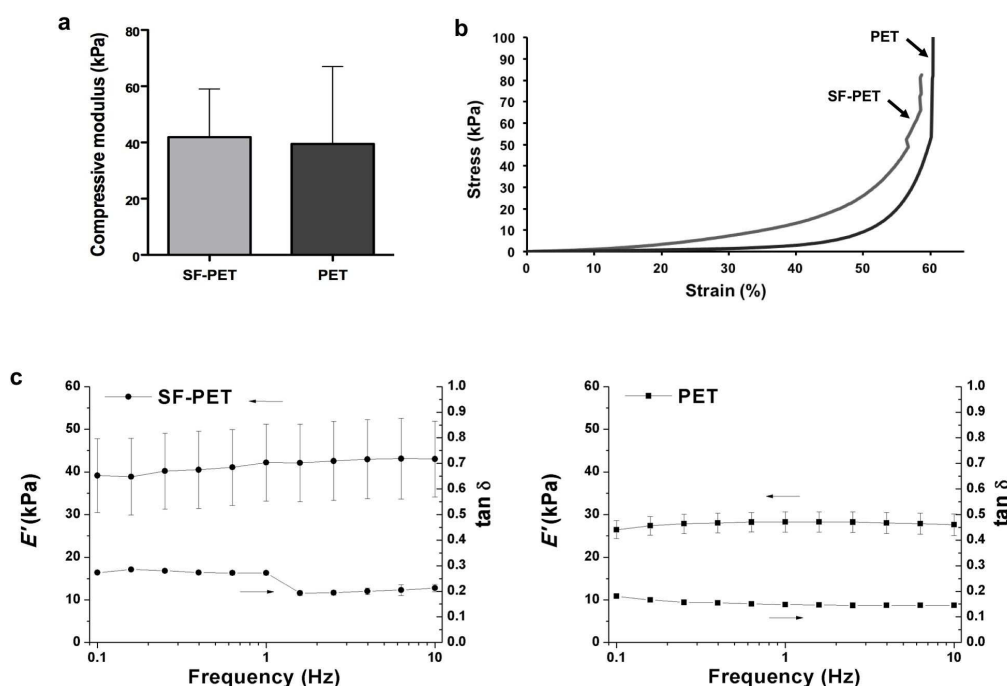 a
Compressive modulus (kPa)
80
60
40
20
0
SF-PET PET
b
Stress (kPa)
100
90
80
70
60
50
40
30
20
10
0
PET
SF-PET
0 10 20 30 40 50 60
Strain (%)
c
SF-PET
E′(kPa)
60
50
40
30
20
10
0
tan δ
1.0
0.9
0.8
0.7
0.6
0.5
0.4
0.3
0.2
0.1
0.0
0.1 1 10
Frequency (Hz)
PET
E′(kPa)
60
50
40
30
20
10
0
tan δ
1.0
0.9
0.8
0.7
0.6
0.5
0.4
0.3
0.2
0.1
0.0
0.1 1 10
Frequency (Hz)